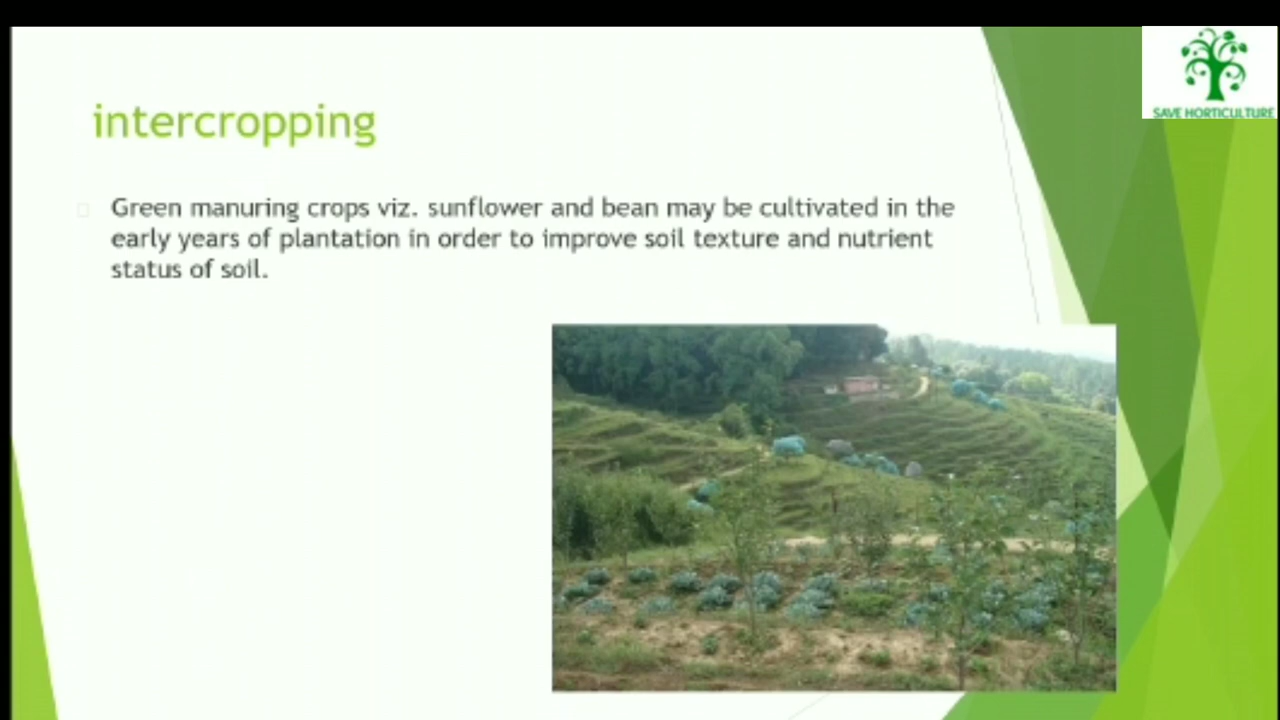 SAVE HORTICULTURE
intercropping
Green manuring crops viz. sunflower and bean may be cultivated in the
early years of plantation in order to improve soil texture and nutrient
status of soil.